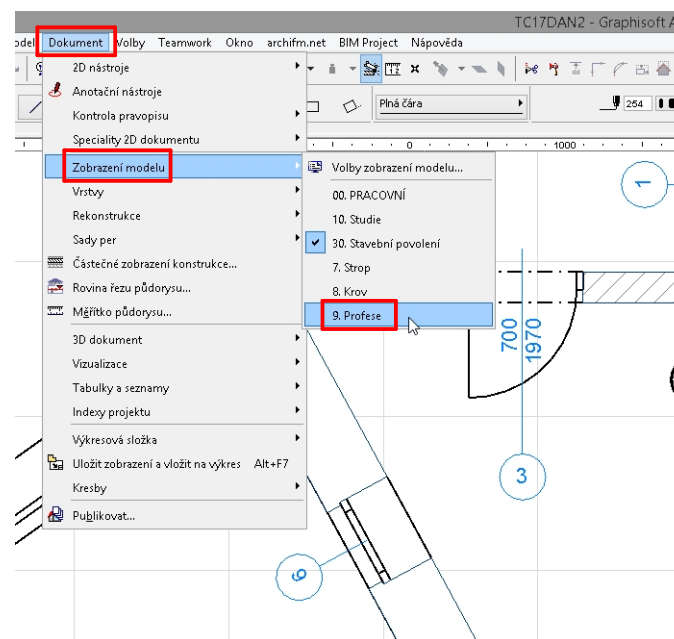 TC17DAN2 - Graphisoft A
odel Dokument Volby Teamwork Okno archifm.net BIM Project Nápověda
2D nástroje
Anotační nástroje
Plná čára
254
Kontrola pravopisu
Speciality 2D dokumentu
0
1000
Zobrazení modelu
Volby zobrazení modelu...
Vrstvy
00. PRACOVNÍ
Rekonstrukce
10. Studie
Sady per
30. Stavební povolení
Částečné zobrazení konstrukce...
7. Strop
Rovina řezu půdorysu...
8. Krov
Měřítko půdorysu...
9. Profese
3D dokument
Vizualizace
Tabulky a seznamy
Indexy projektu
Výkresová složka
Uložit zobrazení a vložit na výkres Alt+F7
Kresby
Publikovat...
1
700
1970
3
6